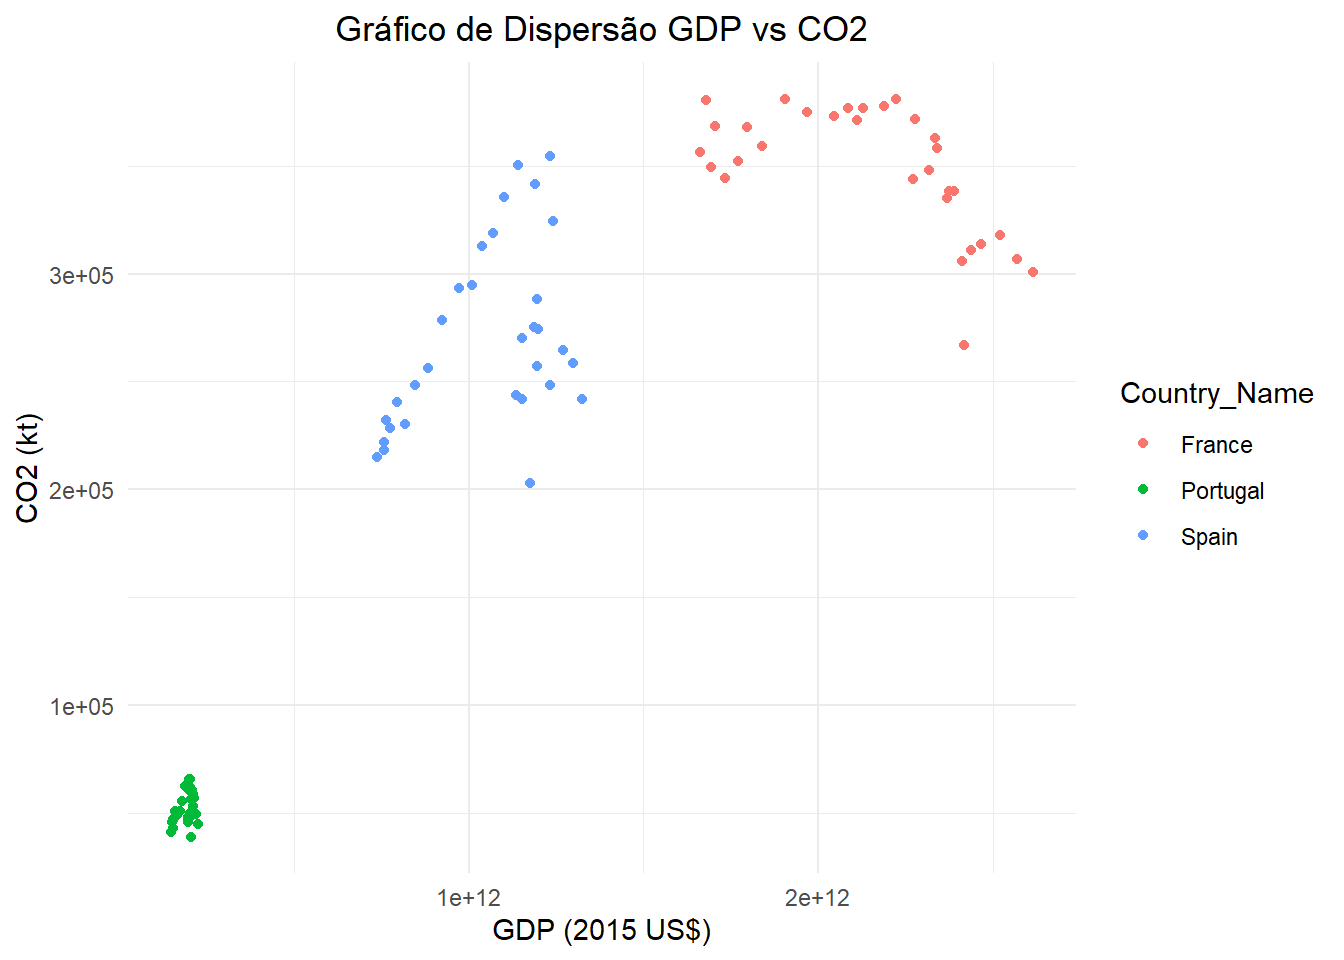 Gráfico de Dispersão GDP vs CO2
CO2 (kt)
3e+05
2e+05
1e+05
1e+12
2e+12
GDP (2015 US$)
Country_Name
France
Portugal
Spain